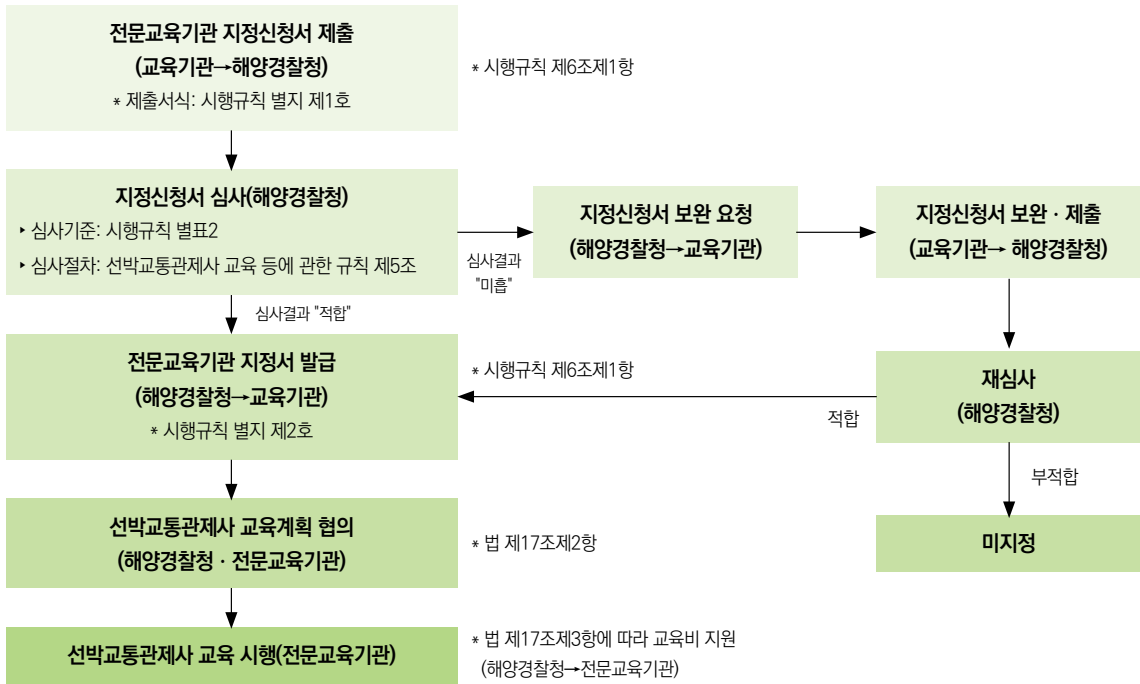 전문교육기관 지정신청서 제출
(교육기관→해양경찰청)
* 제출서식: 시행규칙 별지 제1호
* 시행규칙 제6조제1항
지정신청서 심사(해양경찰청)
▸ 심사기준: 시행규칙 별표2
▸ 심사절차: 선박교통관제사 교육 등에 관한 규칙 제5조
심사결과
"미흡"
지정신청서 보완 요청
(해양경찰청→교육기관)
지정신청서 보완 · 제출
(교육기관→ 해양경찰청)
심사결과 "적합"
전문교육기관 지정서 발급
(해양경찰청→교육기관)
* 시행규칙 별지 제2호
* 시행규칙 제6조제1항
적합
재심사
(해양경찰청)
부적합
미지정
선박교통관제사 교육계획 협의
(해양경찰청 · 전문교육기관)
* 법 제17조제2항
선박교통관제사 교육 시행(전문교육기관)
* 법 제17조제3항에 따라 교육비 지원
(해양경찰청→전문교육기관)